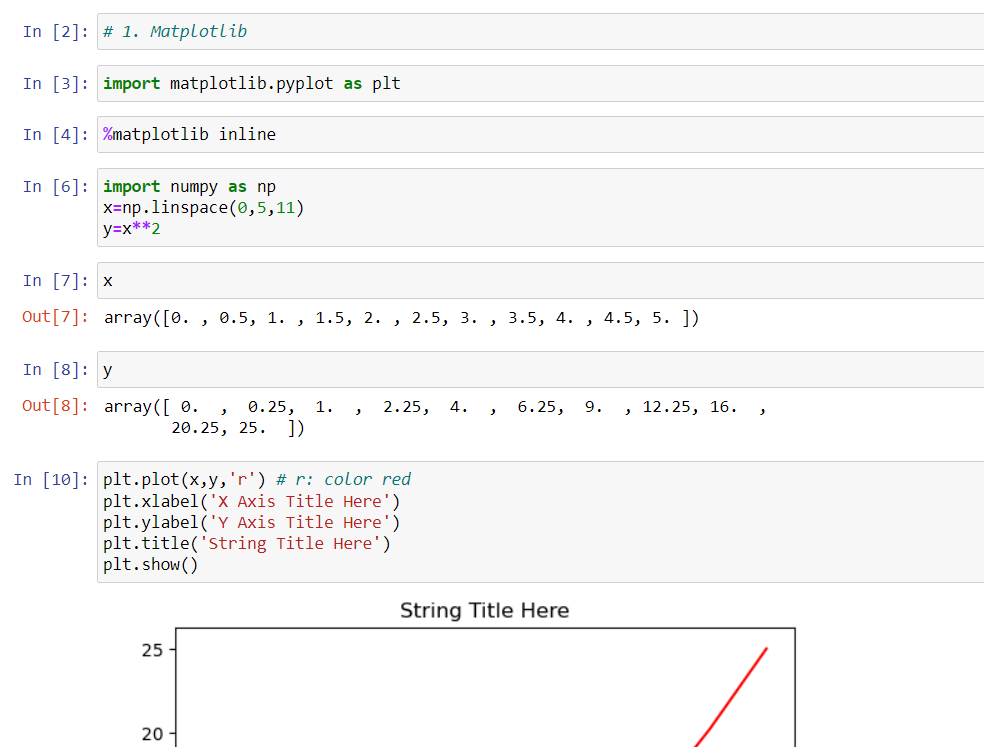 In [2]: # 1. Matplotlib
In [3]: import matplotlib.pyplot as plt
In [4]: %matplotlib inline
In [6]: import numpy as np
x=np.linspace(0,5,11)
y=x**2
In [7]: x
Out[7]: array([0. , 0.5, 1. , 1.5, 2. , 2.5, 3. , 3.5, 4. , 4.5, 5. ])
In [8]: y
Out[8]: array([ 0.  ,  0.25,  1.  ,  2.25,  4.  ,  6.25,  9.  , 12.25, 16.  ,
20.25, 25.  ])
In [10]: plt.plot(x,y,'r') # r: color red
plt.xlabel('X Axis Title Here')
plt.ylabel('Y Axis Title Here')
plt.title('String Title Here')
plt.show()
String Title Here
25
20